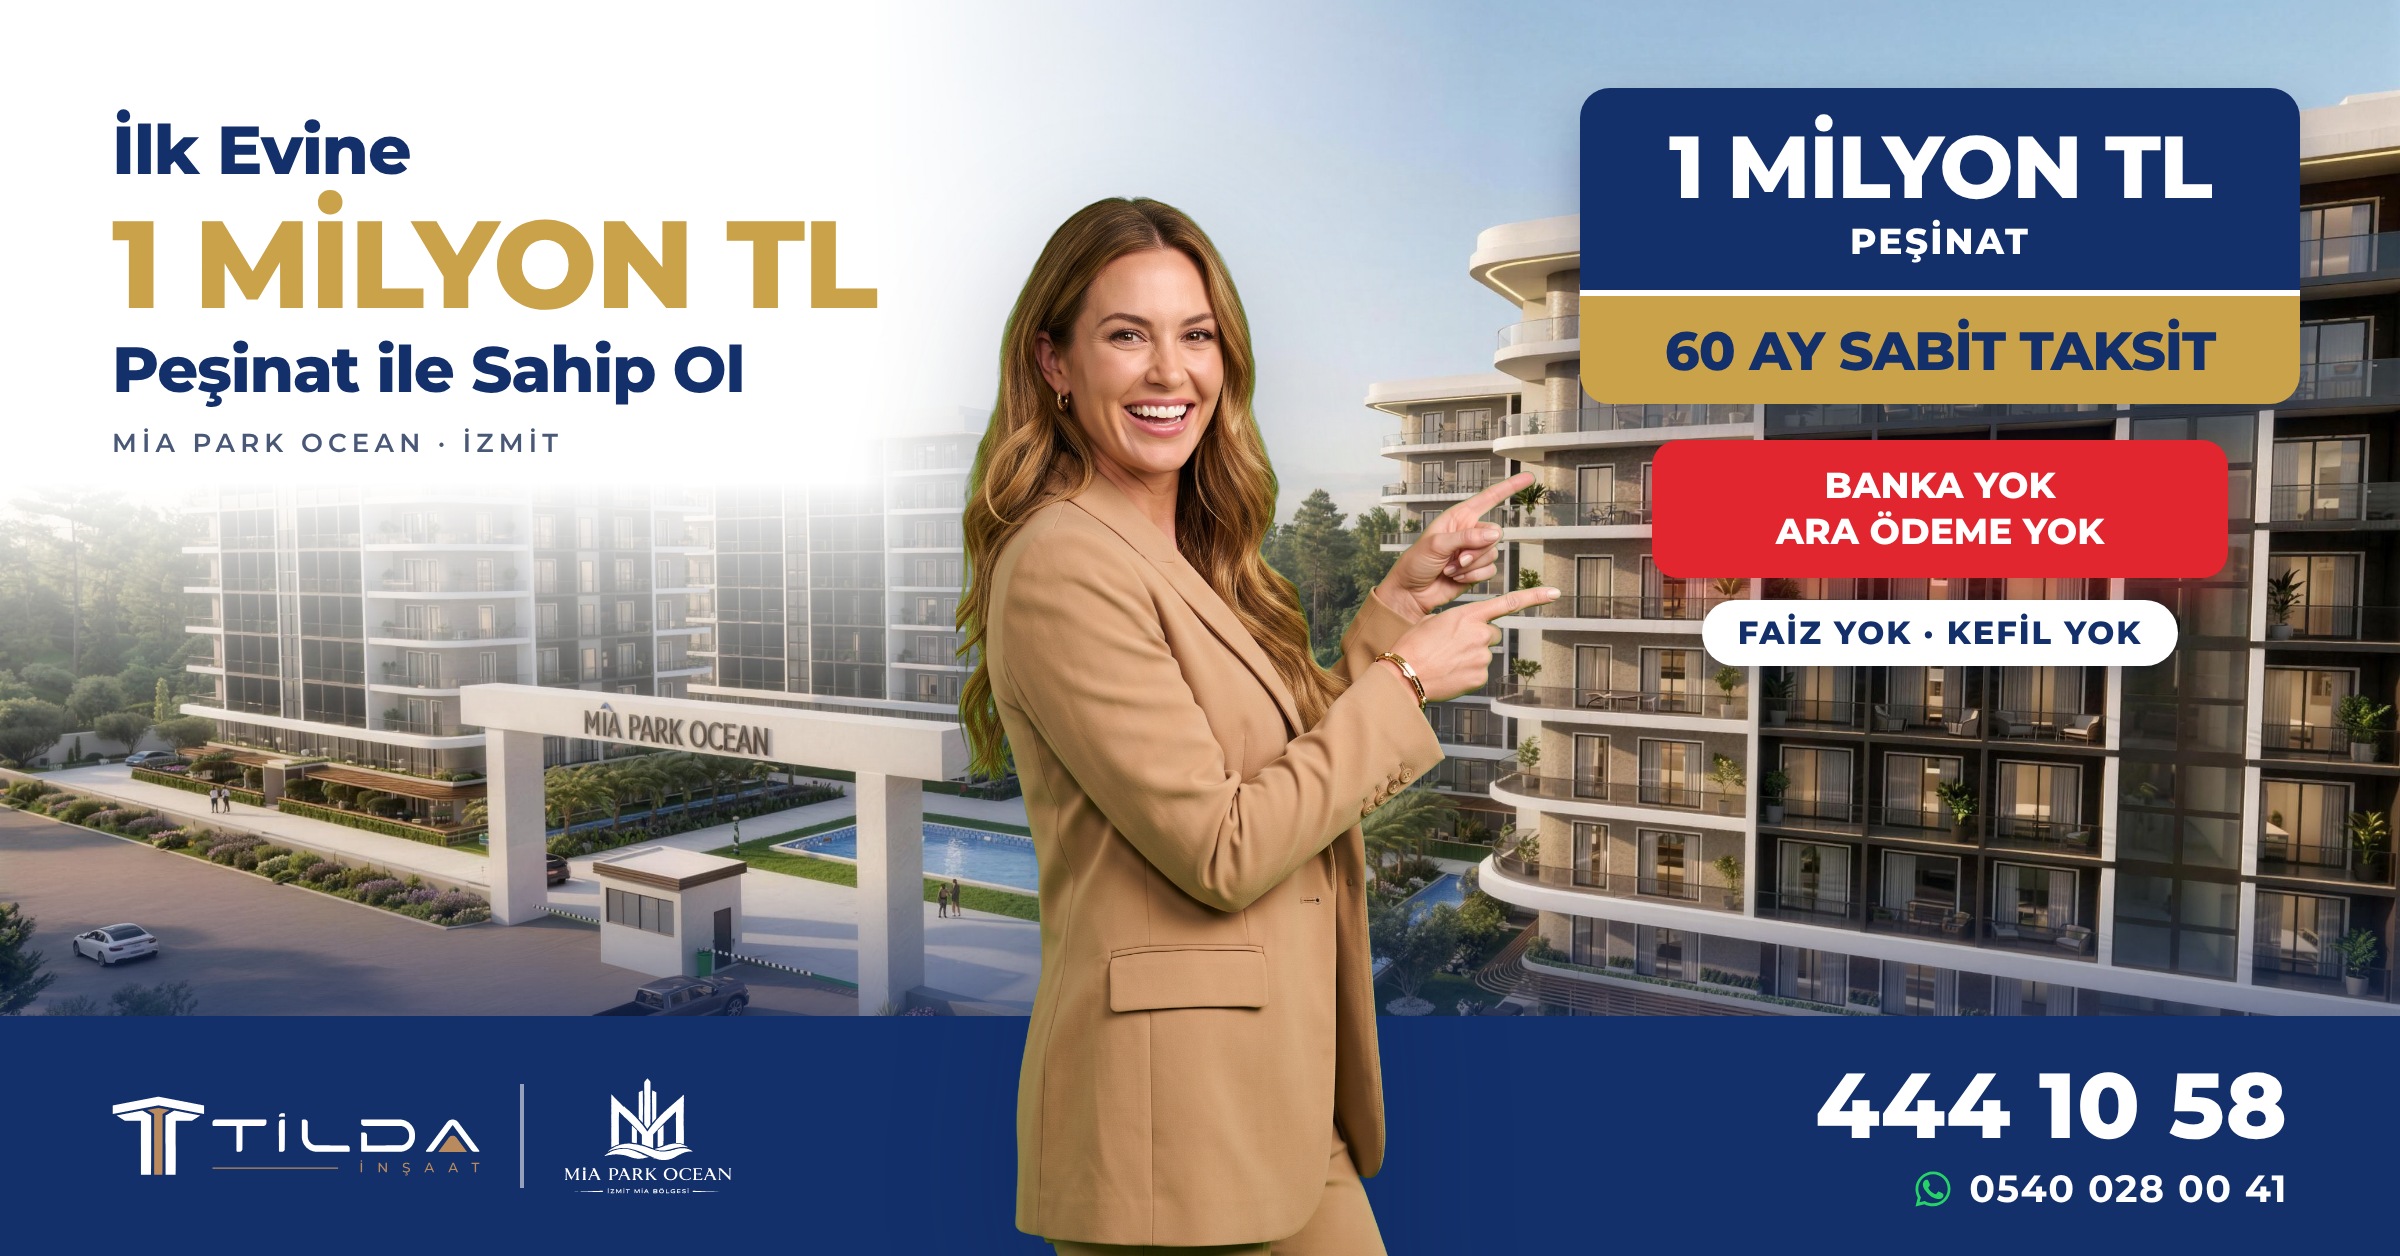 İlk Evine
1 MİLYON TL
Peşinat ile Sahip Ol
MİA PARK OCEAN · İZMİT
1 MİLYON TL
PEŞİNAT
60 AY SABİT TAKSİT
BANKA YOK
ARA ÖDEME YOK
FAİZ YOK · KEFİL YOK
MİA PARK OCEAN
TİLDA
İNŞAAT
MİA PARK OCEAN
İZMİT MİA BÖLGESİ
444 10 58
0540 028 00 41